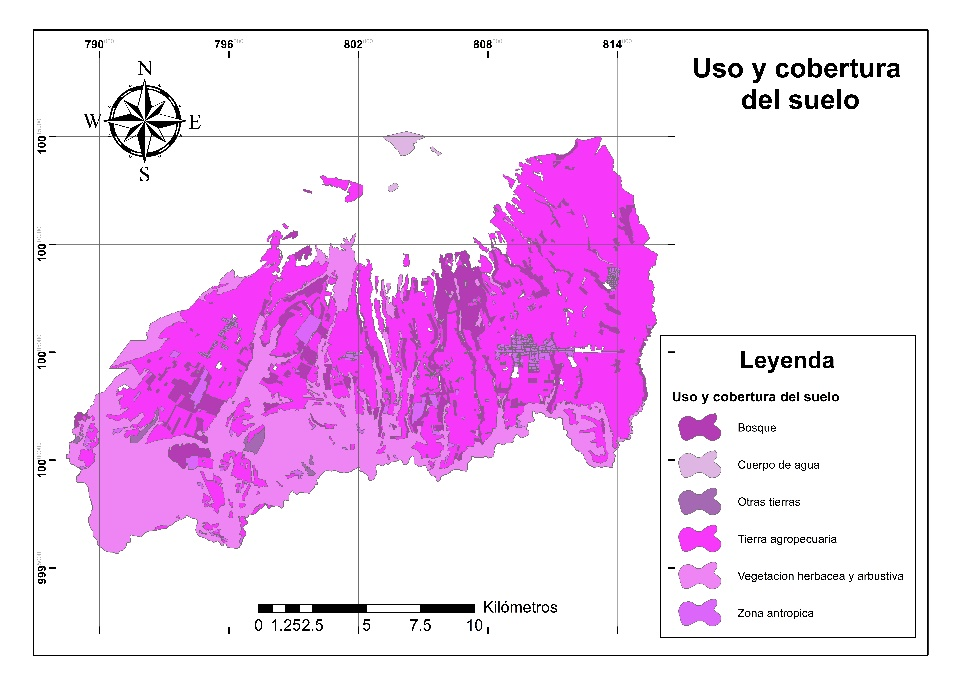 790
796
802
808
814
Uso y cobertura
del suelo
N
W E
S
100
100
100
100
999
Leyenda
Uso y cobertura del suelo
Bosque
Cuerpo de agua
Otras tierras
Tierra agropecuaria
Vegetacion herbacea y arbustiva
Zona antropica
Kilómetros
0 1.252.5 5 7.5 10